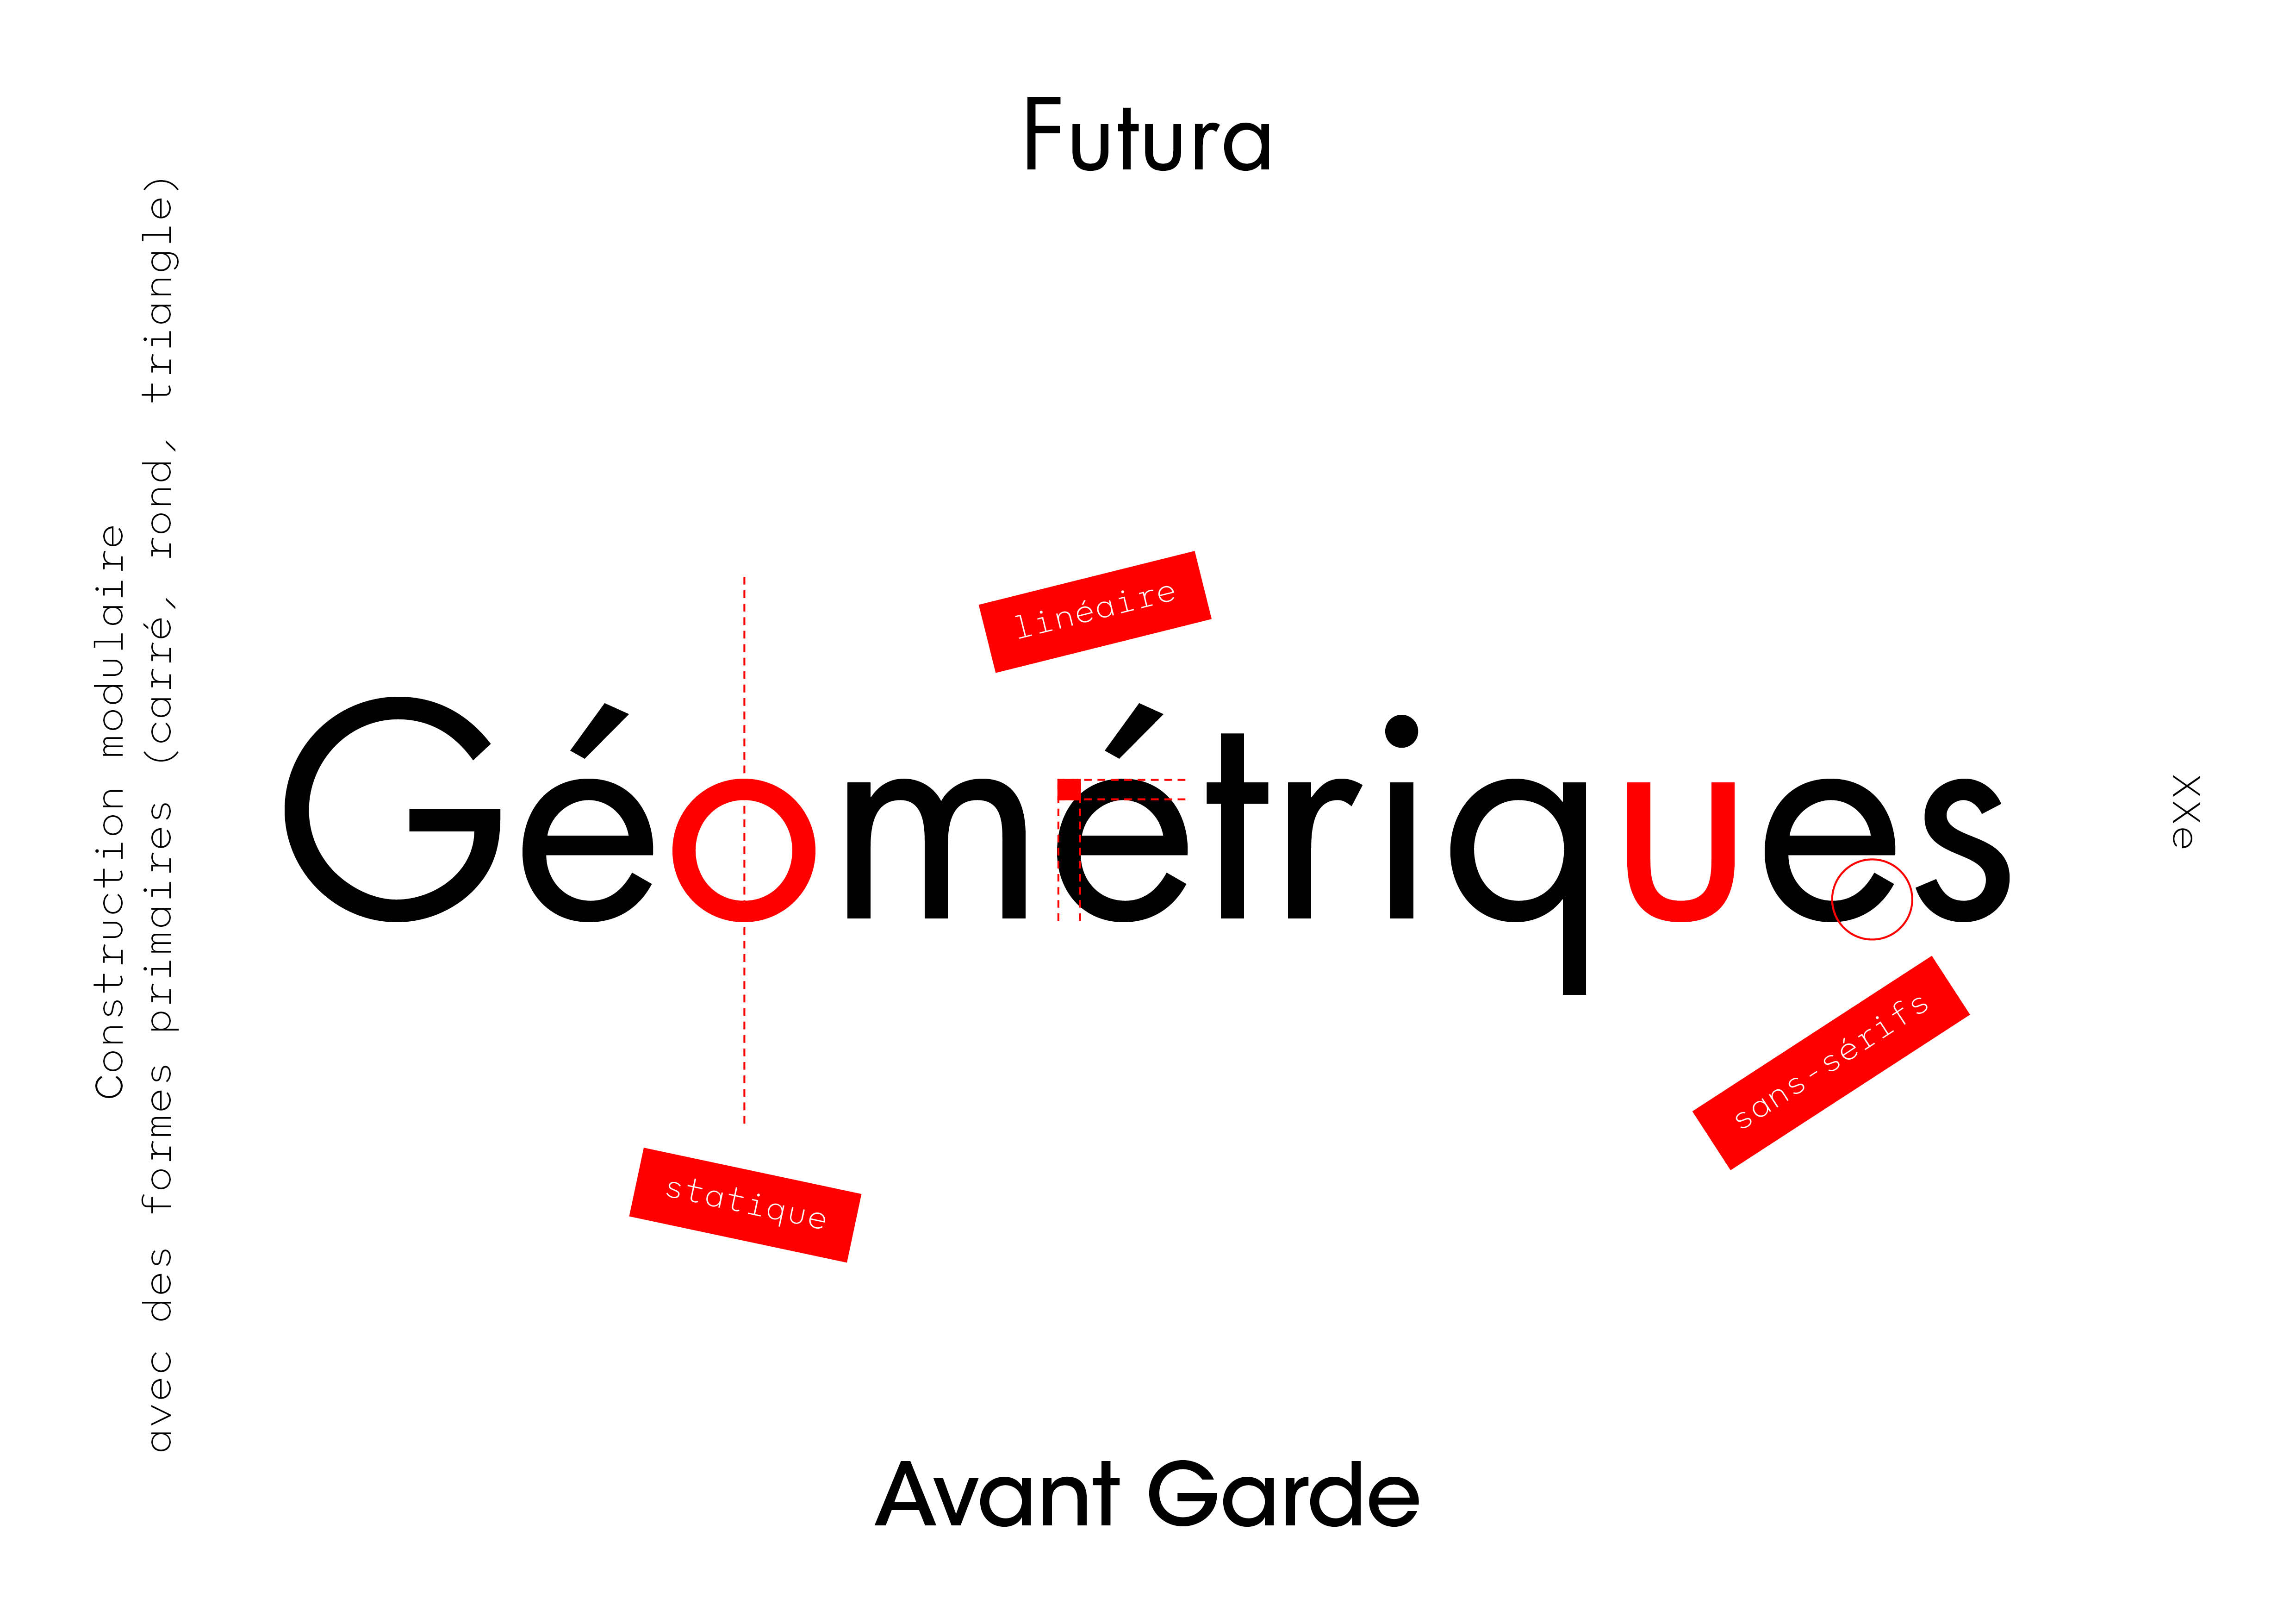 Futura
Construction modulaire
avec des formes primaires (carré, rond, triangle)
linéaire
Géométriques
XXe
sans-sérifs
statique
Avant Garde